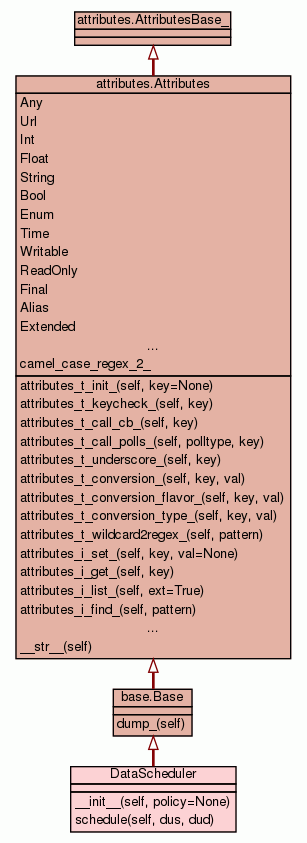 attributes.AttributesBase_
attributes.Attributes
Any
Url
Int
Float
String
Bool
Enum
Time
Writable
ReadOnly
Final
Alias
Extended
...
camel_case_regex_2_
attributes_t_init_(self, key=None)
attributes_t_keycheck_(self, key)
attributes_t_call_cb_(self, key)
attributes_t_call_polls_(self, polltype, key)
attributes_t_underscore_(self, key)
attributes_t_conversion_(self, key, val)
attributes_t_conversion_flavor_(self, key, val)
attributes_t_conversion_type_(self, key, val)
attributes_t_wildcard2regex_(self, pattern)
attributes_i_set_(self, key, val=None)
attributes_i_get_(self, key)
attributes_i_list_(self, ext=True)
attributes_i_find_(self, pattern)
...
__str__(self)
base.Base
dump_(self)
DataScheduler
__init__(self, policy=None)
schedule(self, dus, dud)